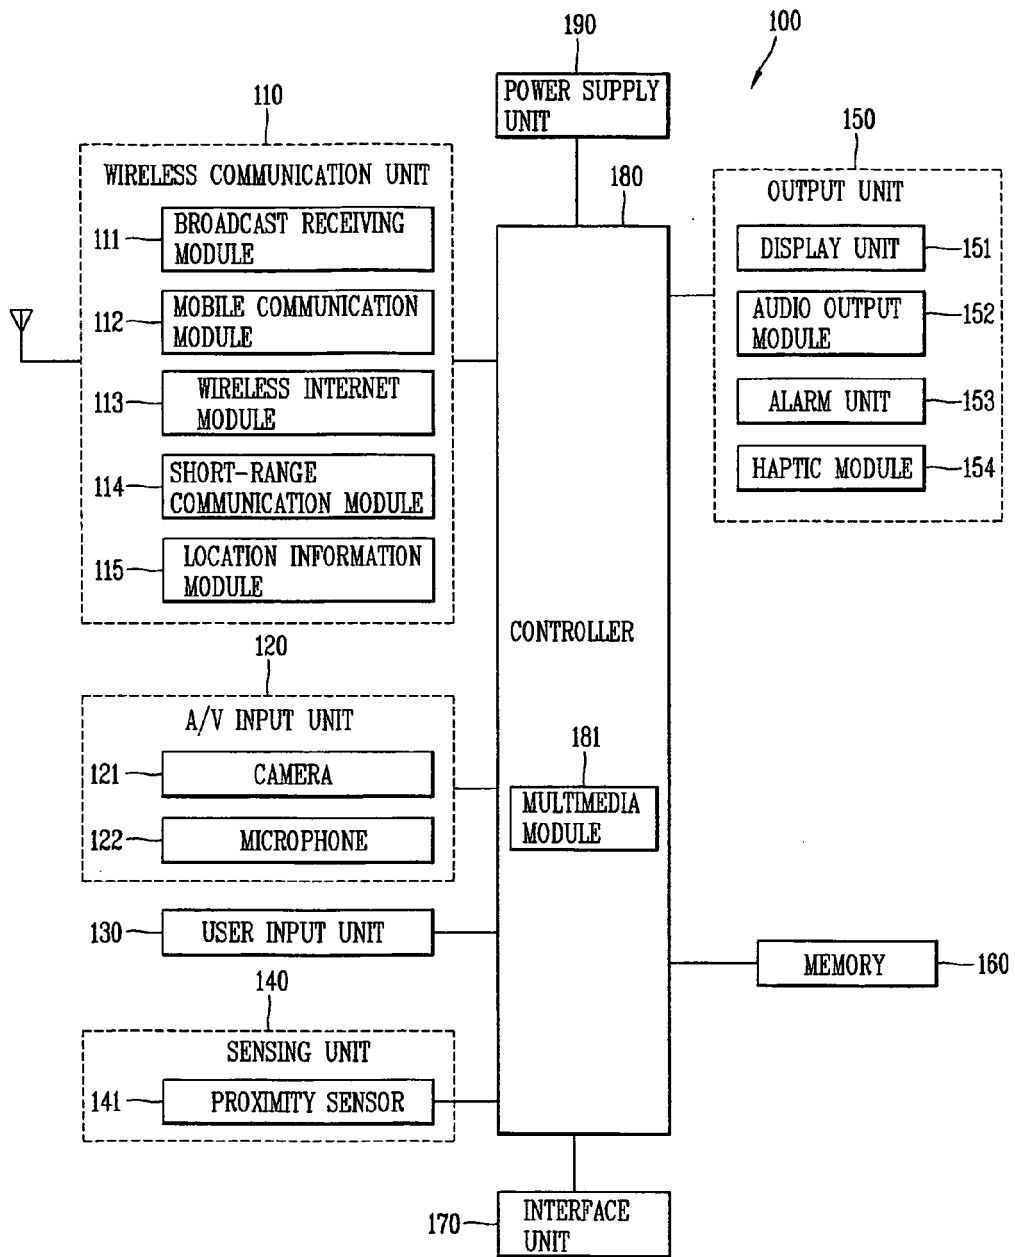 100
190
POWER SUPPLY
UNIT
110
WIRELESS COMMUNICATION UNIT
111
BROADCAST RECEIVING
MODULE
112
MOBILE COMMUNICATION
MODULE
113
WIRELESS INTERNET
MODULE
114
SHORT-RANGE
COMMUNICATION MODULE
115
LOCATION INFORMATION
MODULE
120
A/V INPUT UNIT
121
CAMERA
122
MICROPHONE
130
USER INPUT UNIT
140
SENSING UNIT
141
PROXIMITY SENSOR
180
CONTROLLER
181
MULTIMEDIA
MODULE
150
OUTPUT UNIT
DISPLAY UNIT
151
AUDIO OUTPUT
MODULE
152
ALARM UNIT
153
HAPTIC MODULE
154
MEMORY
160
170
INTERFACE
UNIT